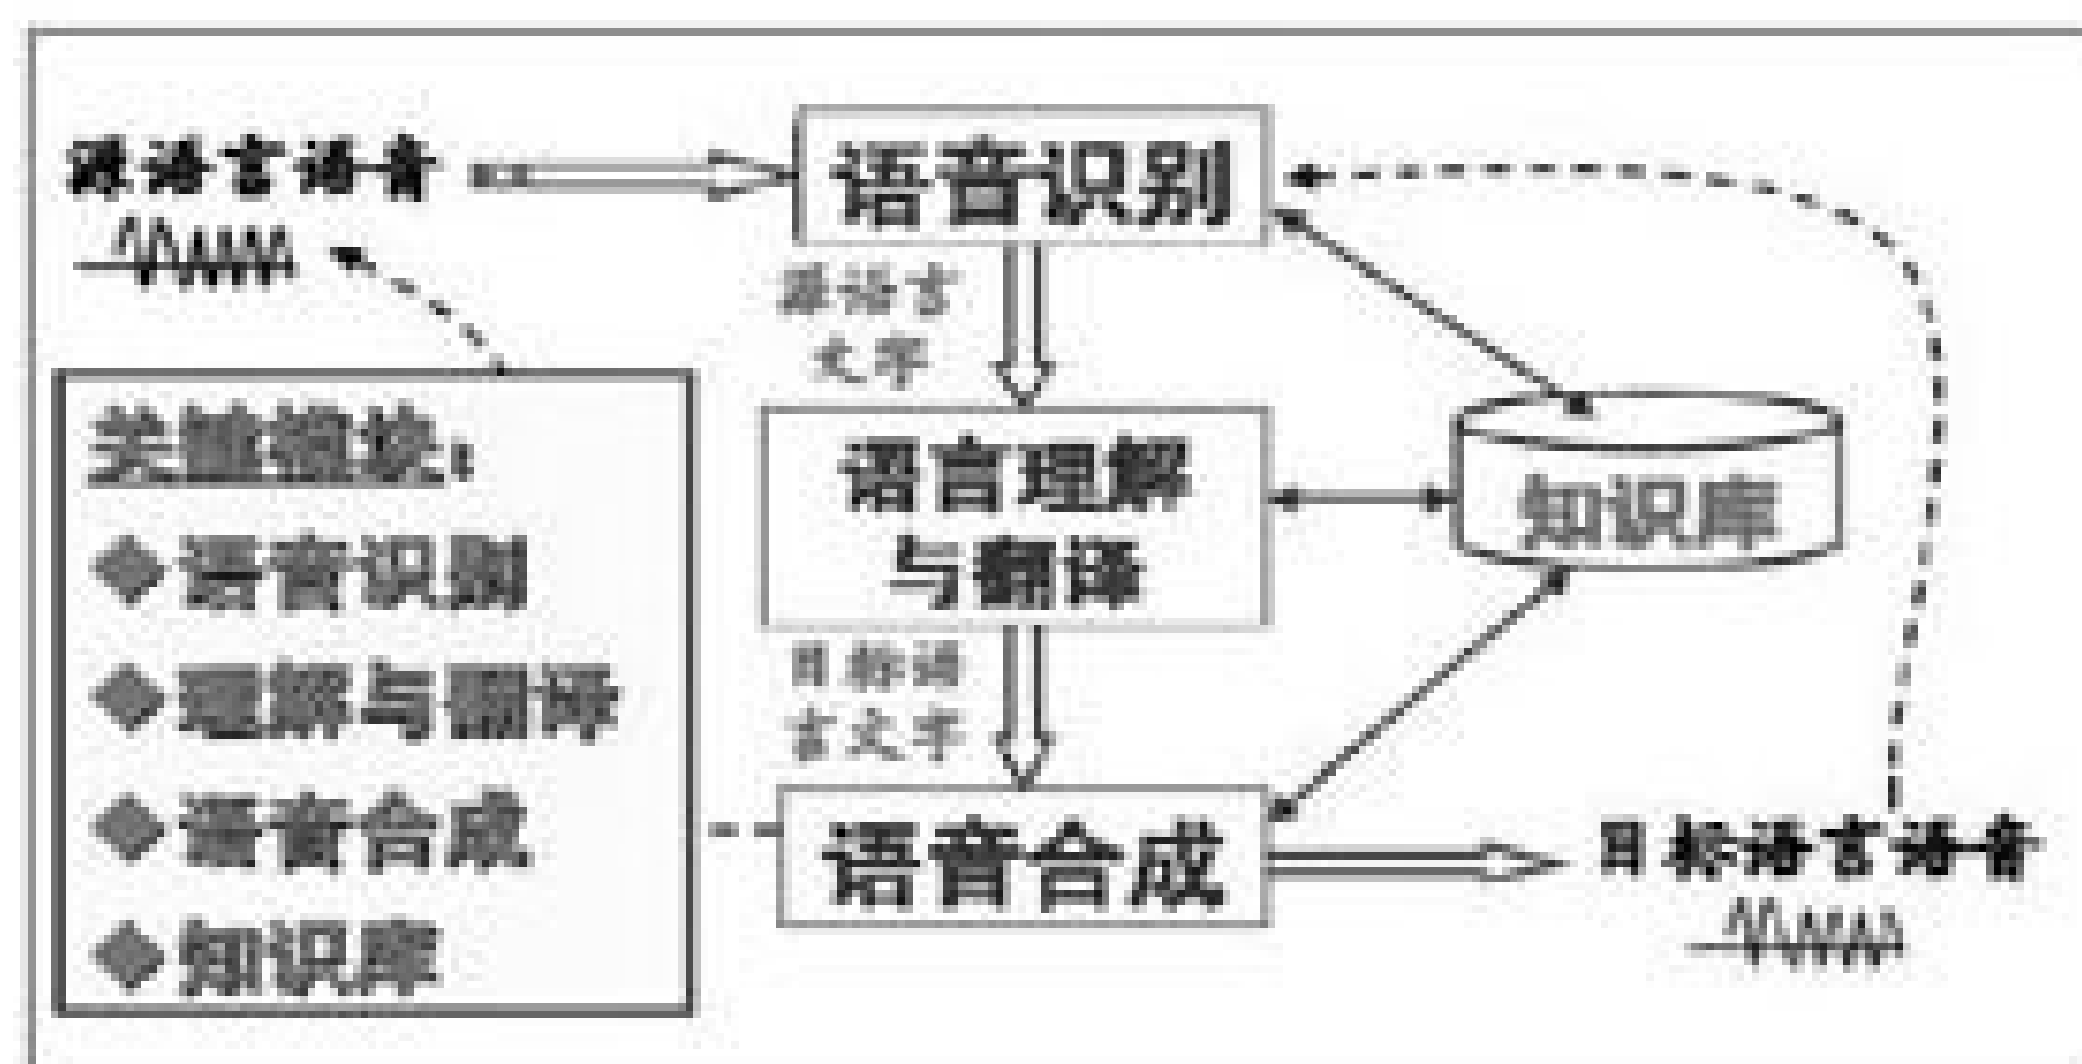 源语言语音
语音识别
源语言
文字
关键模块：
语音识别
理解与翻译
语音合成
知识库
语言理解
与翻译
知识库
目标语
言文字
语音合成
目标语言语音